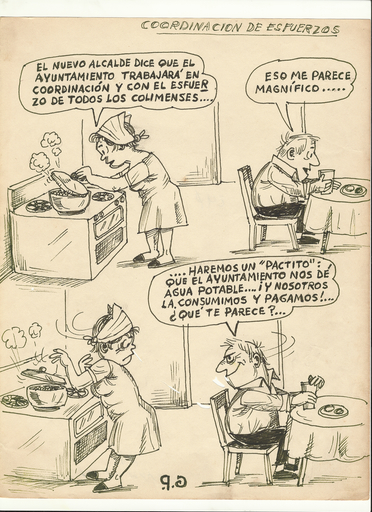 COORDINACION DE ESFUERZOS
EL NUEVO ALCALDE DICE QUE EL
AYUNTAMIENTO TRABAJARÁ EN
COORDINACIÓN Y CON EL ESFUER
ZO DE TODOS LOS COLIMENSES....
ESO ME PARECE
MAGNÍFICO.....
....HAREMOS UN "PACTITO":
QUE EL AYUNTAMIENTO NOS DÉ
AGUA POTABLE....¡Y NOSOTROS
LA CONSUMIMOS Y PAGAMOS!...
¿QUÉ TE PARECE?...
G.P